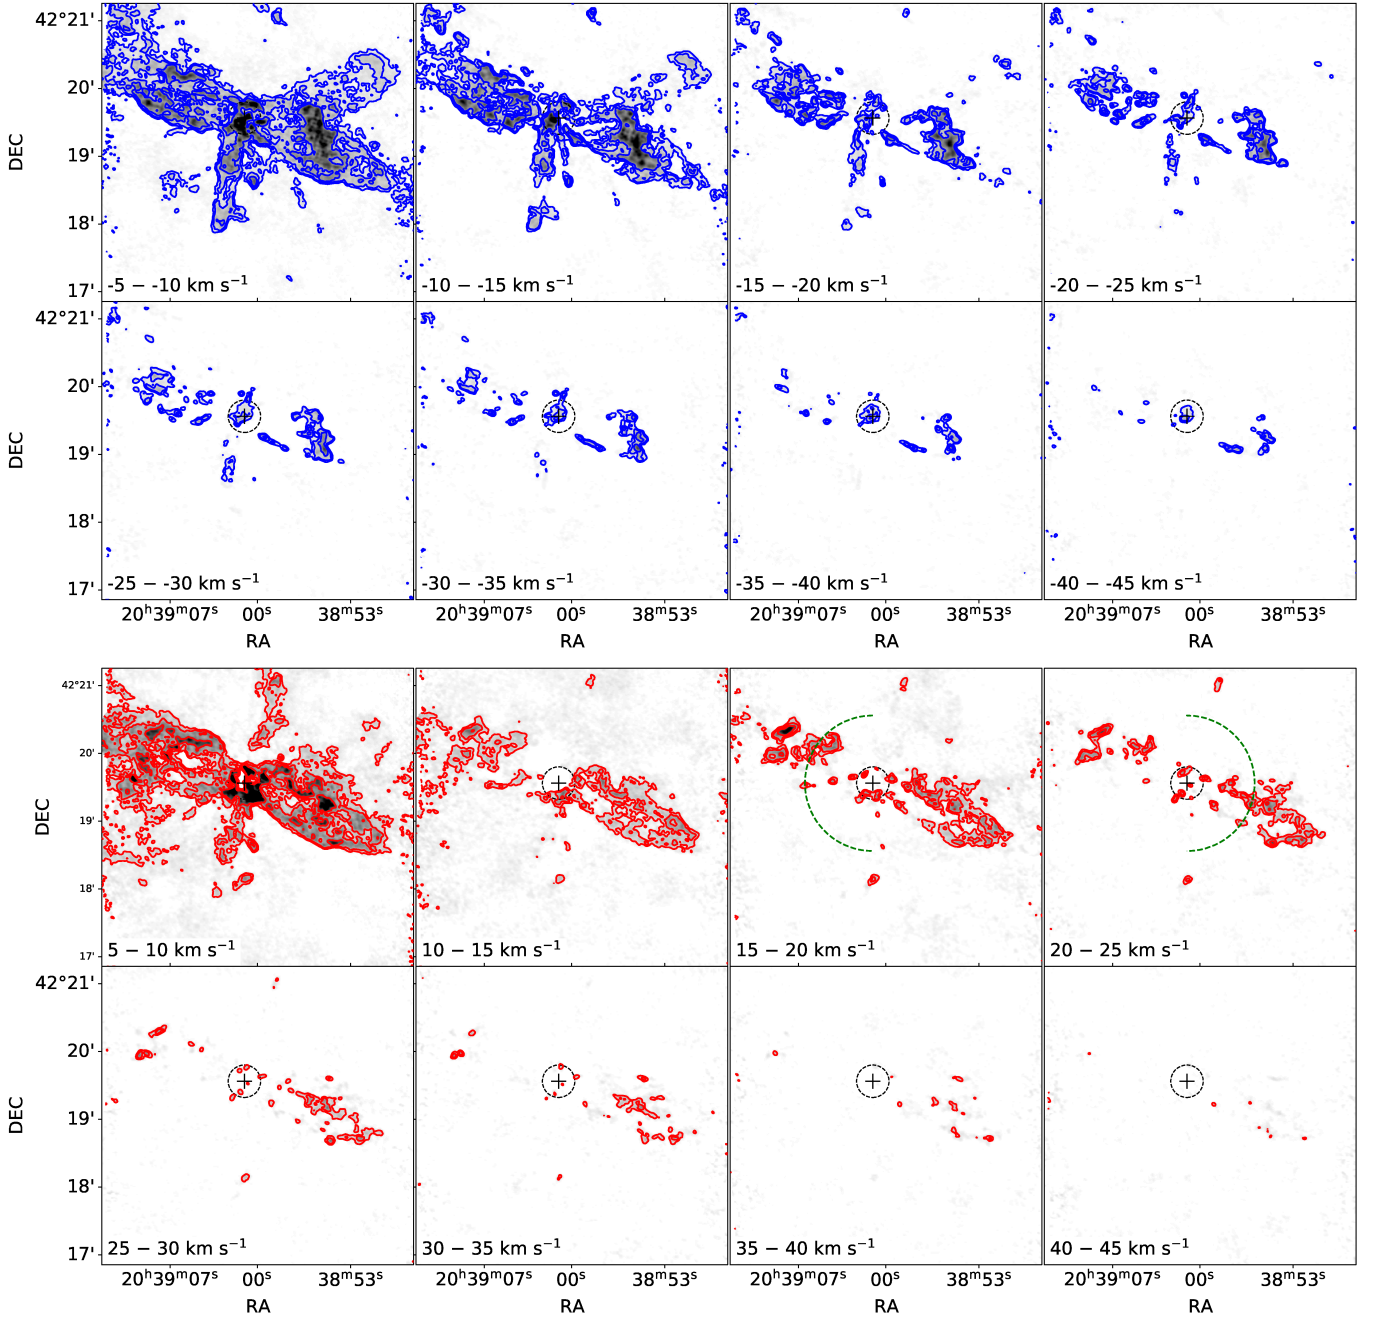 42°21'
20'
19'
18'
17'
DEC
-5 − -10 km s⁻¹
-10 − -15 km s⁻¹
-15 − -20 km s⁻¹
-20 − -25 km s⁻¹
42°21'
20'
19'
18'
17'
DEC
-25 − -30 km s⁻¹
-30 − -35 km s⁻¹
-35 − -40 km s⁻¹
-40 − -45 km s⁻¹
20ʰ39ᵐ07ˢ 00ˢ 38ᵐ53ˢ
20ʰ39ᵐ07ˢ 00ˢ 38ᵐ53ˢ
20ʰ39ᵐ07ˢ 00ˢ 38ᵐ53ˢ
20ʰ39ᵐ07ˢ 00ˢ 38ᵐ53ˢ
RA
RA
RA
RA
42°21'
20'
19'
18'
17'
DEC
5 − 10 km s⁻¹
10 − 15 km s⁻¹
15 − 20 km s⁻¹
20 − 25 km s⁻¹
42°21'
20'
19'
18'
17'
DEC
25 − 30 km s⁻¹
30 − 35 km s⁻¹
35 − 40 km s⁻¹
40 − 45 km s⁻¹
20ʰ39ᵐ07ˢ 00ˢ 38ᵐ53ˢ
20ʰ39ᵐ07ˢ 00ˢ 38ᵐ53ˢ
20ʰ39ᵐ07ˢ 00ˢ 38ᵐ53ˢ
20ʰ39ᵐ07ˢ 00ˢ 38ᵐ53ˢ
RA
RA
RA
RA